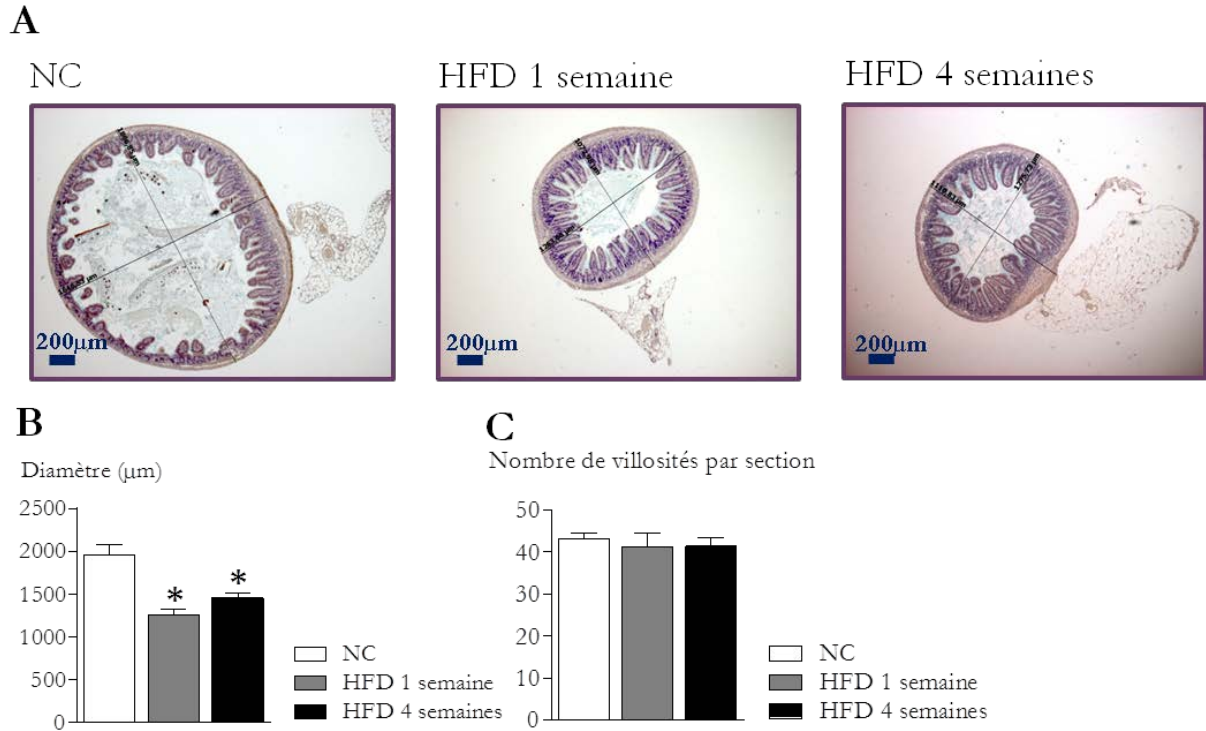 A
NC
HFD 1 semaine
HFD 4 semaines
200µm
200µm
200µm
B
Diamètre (µm)
2500
2000
1500
1000
500
0
*
*
NC
HFD 1 semaine
HFD 4 semaines
C
Nombre de villosités par section
50
40
30
20
10
0
NC
HFD 1 semaine
HFD 4 semaines